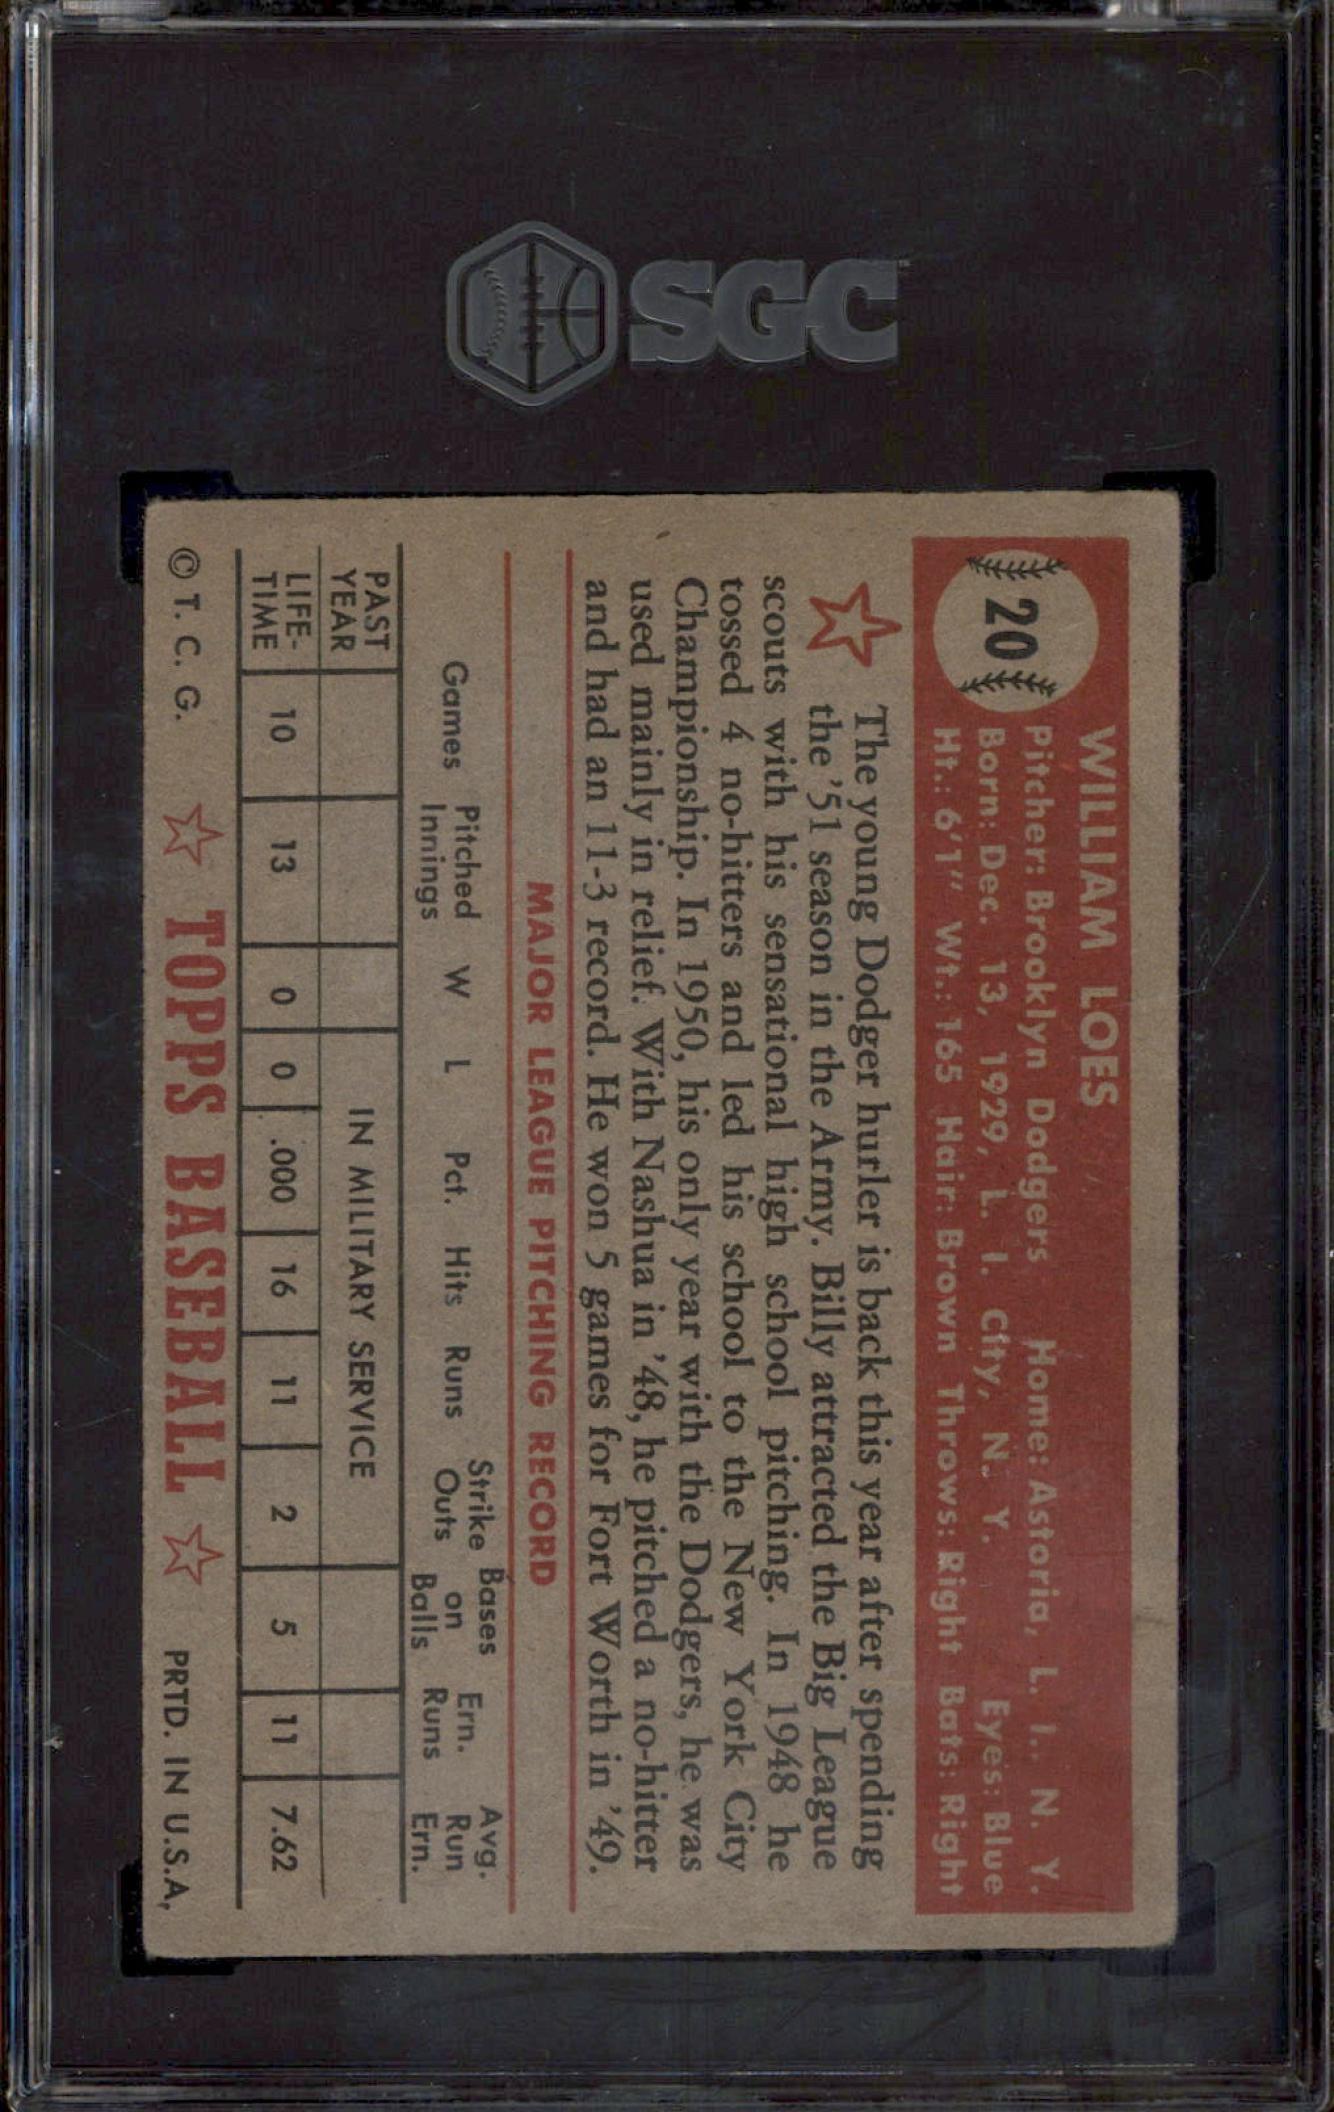 SGC
20
WILLIAM LOES
Pitcher: Brooklyn Dodgers Home: Astoria, L. I.. N. Y.
Born: Dec. 13, 1929, L. I. Cfty, N. Y. Eyes: Blue
Ht.: 6'1" Wt.: 165 Hair: Brown Throws: Right Bats: Right
The young Dodger hurler is back this year after spending
the '51 season in the Army. Billy attracted the Big League
scouts with his sensational high school pitching. In 1948 he
tossed 4 no-hitters and led his school to the New York City
Championship. In 1950, his only year with the Dodgers, he was
used mainly in relief. With Nashua in '48, he pitched a no-hitter
and had an 11-3 record. He won 5 games for Fort Worth in '49.
MAJOR LEAGUE PITCHING RECORD
Games Pitched Innings W L Pct. Hits Runs Strike Outs Bases on Balls Ern. Runs Avg. Run Ern.
PAST YEAR IN MILITARY SERVICE
LIFE-TIME 10 13 0 0 .000 16 11 2 5 11 7.62
© T. C. G. TOPPS BASEBALL PRTD. IN U.S.A.